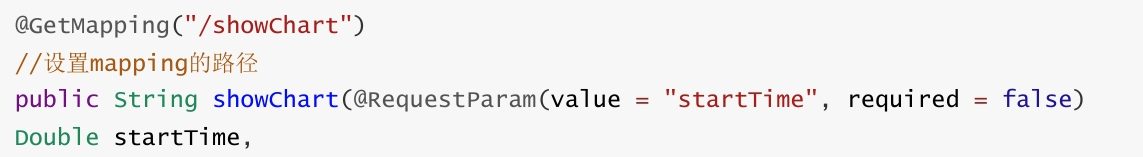 @GetMapping("/showChart")
//设置mapping的路径
public String showChart(@RequestParam(value = "startTime", required = false)
Double startTime,